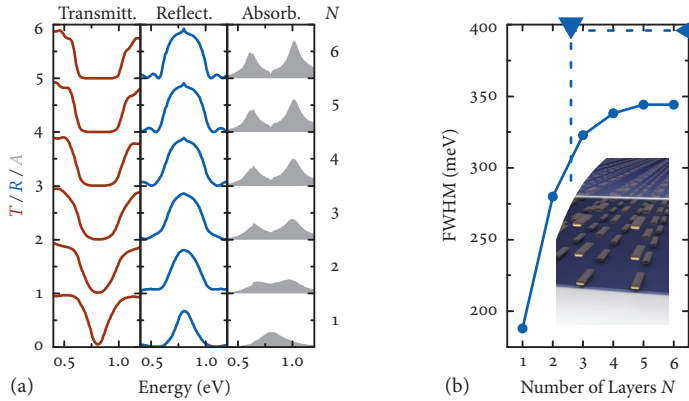 Transmitt. Reflect. Absorb. N
6
5
4
3
2
1
0
6
5
4
3
2
1
T / R / A
0.5 1.0 0.5 1.0 0.5 1.0
Energy (eV)
(a)
400
350
300
250
200
FWHM (meV)
1 2 3 4 5 6
Number of Layers N
(b)